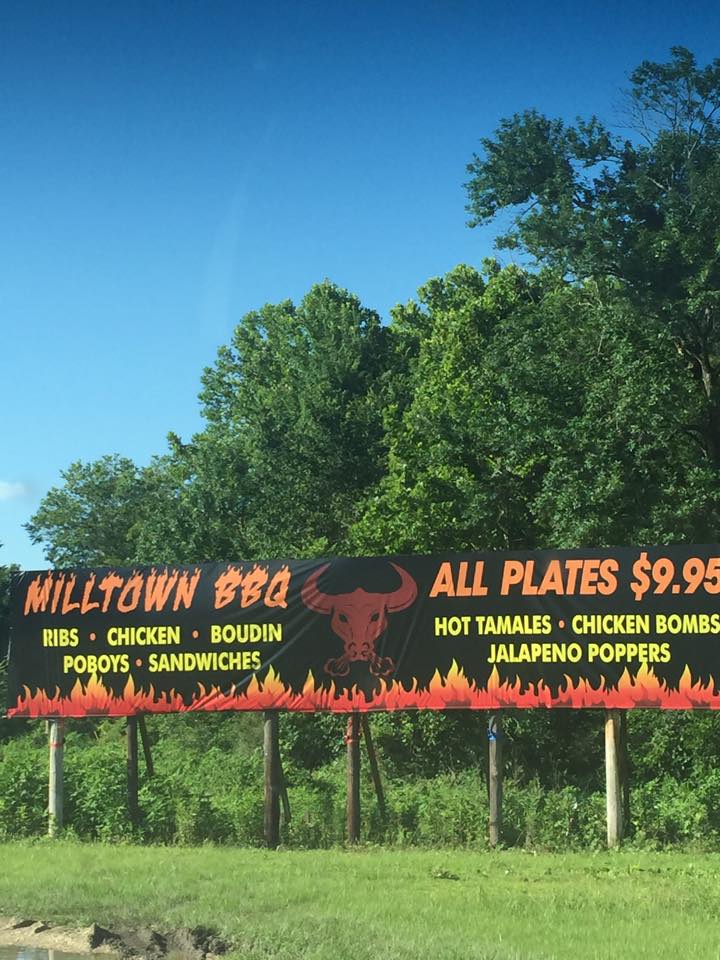 MILLTOWN BBQ
RIBS • CHICKEN • BOUDIN
POBOYS • SANDWICHES
ALL PLATES $9.95
HOT TAMALES • CHICKEN BOMBS
JALAPENO POPPERS